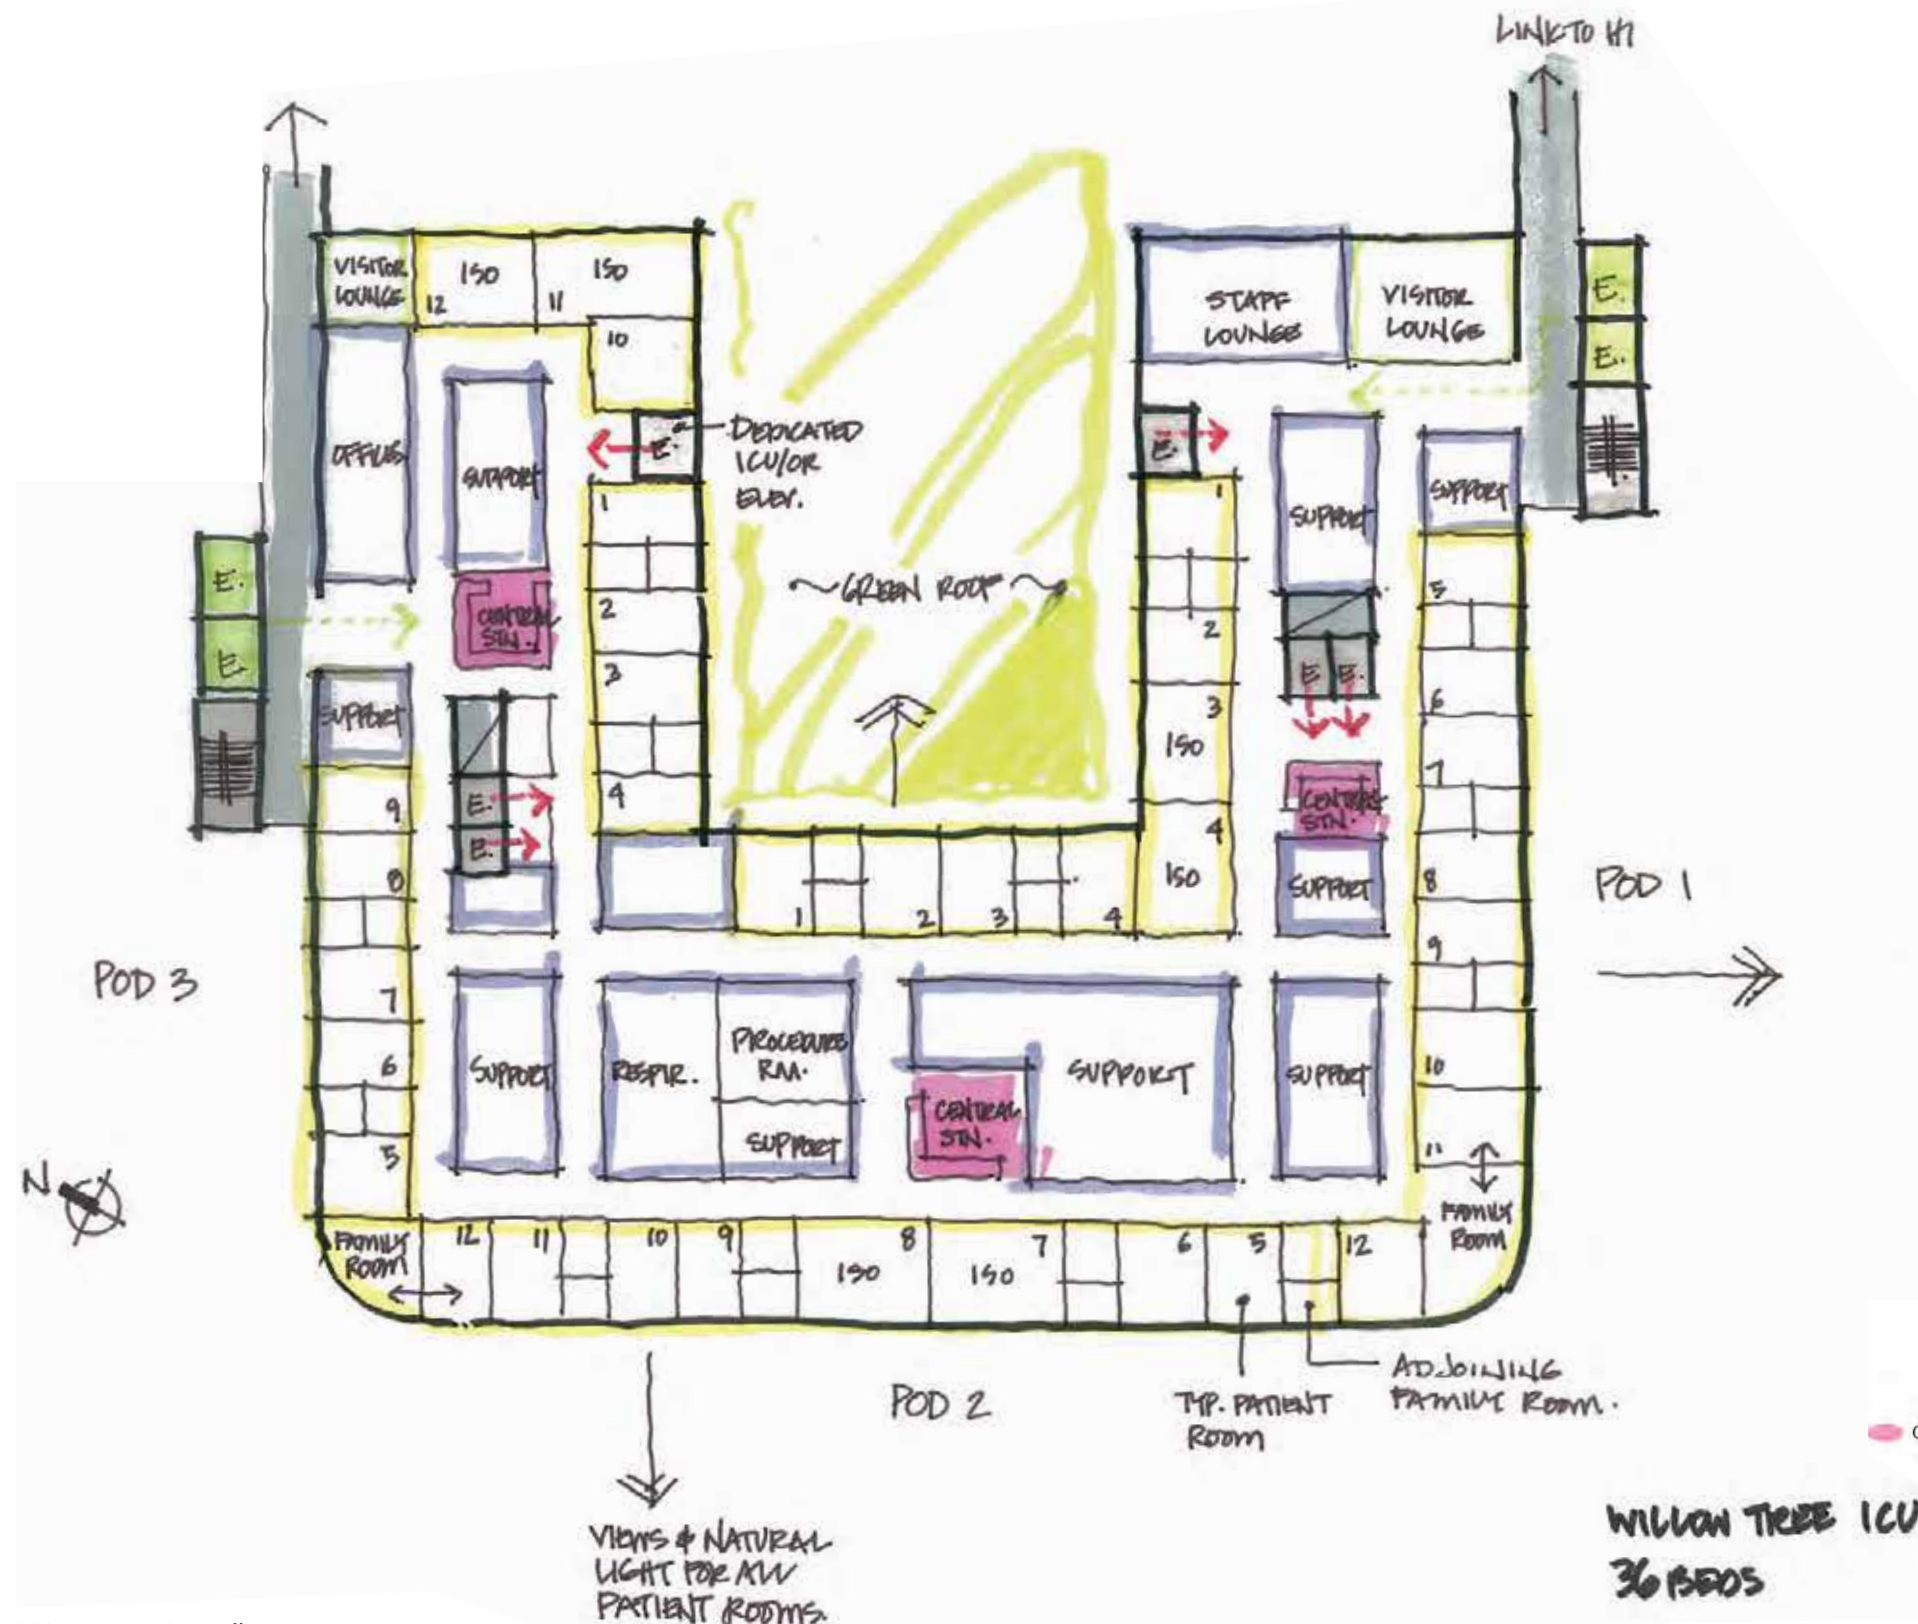 LINK TO H1
VISITOR
LOUNGE
12
ISO
11
ISO
10
STAFF
LOUNGE
VISITOR
LOUNGE
E.
E.
OFFICES
SUPPORT
E.
DEDICATED
ICU/OR
ELEV.
E.
SUPPORT
SUPPORT
E.
E.
CENTRAL
STN.
1
2
3
4
~GREEN ROOF~
1
2
3
ISO
4
ISO
E
E.
CENTRAL
STN.
SUPPORT
5
6
7
8
9
10
11
SUPPORT
E.
E.
9
8
7
6
5
1
2
3
4
POD 1
POD 3
SUPPORT
RESPIR.
PROCEDURE
RM.
SUPPORT
CENTRAL
STN.
SUPPORT
SUPPORT
N
FAMILY
ROOM
12
11
10
9
8
ISO
7
ISO
6
5
12
FAMILY
ROOM
POD 2
TYP. PATIENT
ROOM
ADJOINING
FAMILY ROOM.
VIEWS & NATURAL
LIGHT FOR ALL
PATIENT ROOMS.
WILLOW TREE ICU
36 BEDS